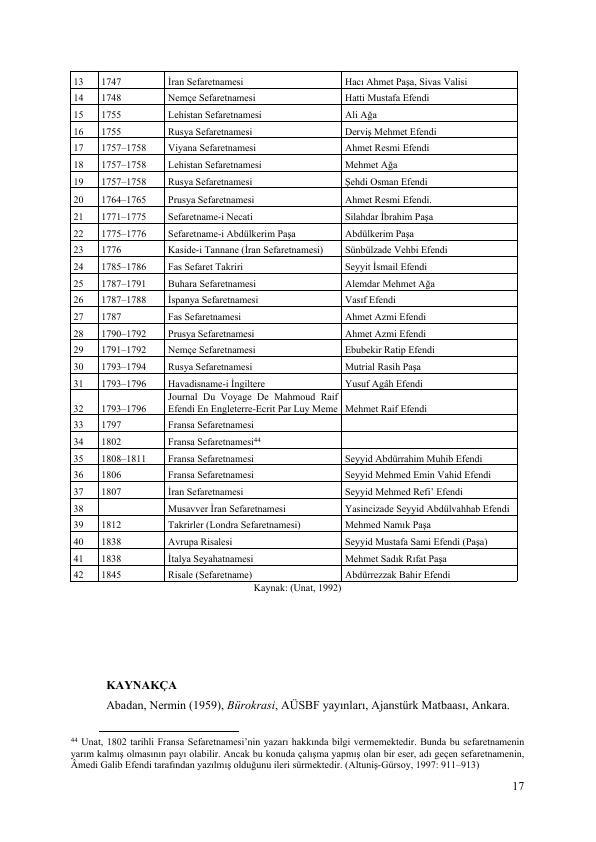 13 1747 İran Sefaretnamesi Hacı Ahmet Paşa, Sivas Valisi
14 1748 Nemçe Sefaretnamesi Hatti Mustafa Efendi
15 1755 Lehistan Sefaretnamesi Ali Ağa
16 1755 Rusya Sefaretnamesi Derviş Mehmet Efendi
17 1757–1758 Viyana Sefaretnamesi Ahmet Resmi Efendi
18 1757–1758 Lehistan Sefaretnamesi Mehmet Ağa
19 1757–1758 Rusya Sefaretnamesi Şehdi Osman Efendi
20 1764–1765 Prusya Sefaretnamesi Ahmet Resmi Efendi.
21 1771–1775 Sefaretname-i Necati Silahdar İbrahim Paşa
22 1775–1776 Sefaretname-i Abdülkerim Paşa Abdülkerim Paşa
23 1776 Kaside-i Tannane (İran Sefaretnamesi) Sünbülzade Vehbi Efendi
24 1785–1786 Fas Sefaret Takriri Seyyit İsmail Efendi
25 1787–1791 Buhara Sefaretnamesi Alemdar Mehmet Ağa
26 1787–1788 İspanya Sefaretnamesi Vasıf Efendi
27 1787 Fas Sefaretnamesi Ahmet Azmi Efendi
28 1790–1792 Prusya Sefaretnamesi Ahmet Azmi Efendi
29 1791–1792 Nemçe Sefaretnamesi Ebubekir Ratip Efendi
30 1793–1794 Rusya Sefaretnamesi Mutrial Rasih Paşa
31 1793–1796 Havadisname-i İngiltere Yusuf Agâh Efendi
Journal Du Voyage De Mahmoud Raif
32 1793–1796 Efendi En Engleterre-Ecrit Par Luy Meme Mehmet Raif Efendi
33 1797 Fransa Sefaretnamesi
34 1802 Fransa Sefaretnamesi⁴⁴
35 1808–1811 Fransa Sefaretnamesi Seyyid Abdürrahim Muhib Efendi
36 1806 Fransa Sefaretnamesi Seyyid Mehmed Emin Vahid Efendi
37 1807 İran Sefaretnamesi Seyyid Mehmed Refi’ Efendi
38 Musavver İran Sefaretnamesi Yasincizade Seyyid Abdülvahhab Efendi
39 1812 Takrirler (Londra Sefaretnamesi) Mehmed Namık Paşa
40 1838 Avrupa Risalesi Seyyid Mustafa Sami Efendi (Paşa)
41 1838 İtalya Seyahatnamesi Mehmet Sadık Rıfat Paşa
42 1845 Risale (Sefaretname) Abdürrezzak Bahir Efendi
Kaynak: (Unat, 1992)
KAYNAKÇA
Abadan, Nermin (1959), Bürokrasi, AÜSBF yayınları, Ajanstürk Matbaası, Ankara.
⁴⁴ Unat, 1802 tarihli Fransa Sefaretnamesi’nin yazarı hakkında bilgi vermemektedir. Bunda bu sefaretnamenin
yarım kalmış olmasının payı olabilir. Ancak bu konuda çalışma yapmış olan bir eser, adı geçen sefaretnamenin,
Âmedi Galib Efendi tarafından yazılmış olduğunu ileri sürmektedir. (Altuniş-Gürsoy, 1997: 911–913)
17